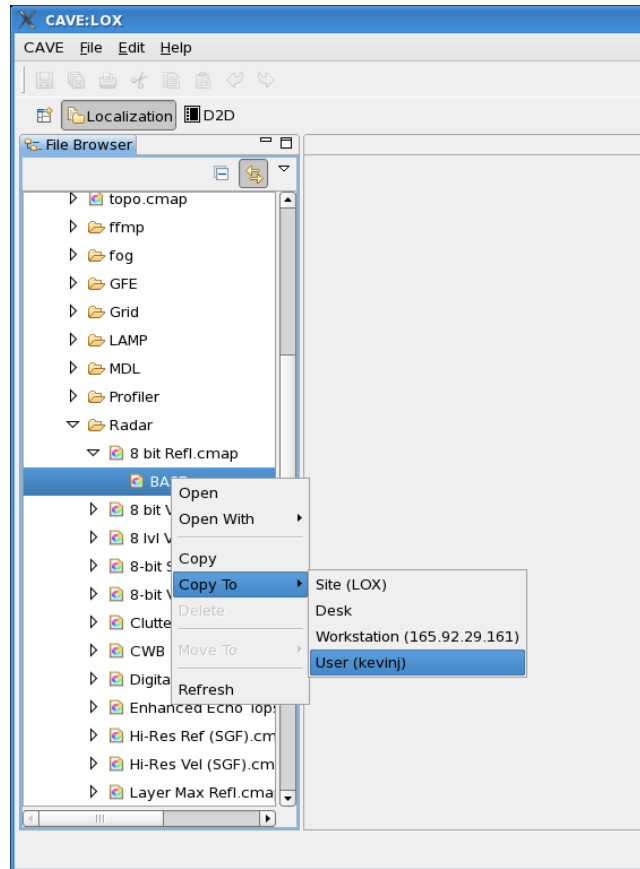 CAVE:LOX
CAVE File Edit Help
Localization D2D
File Browser
topo.cmap
ffmp
fog
GFE
Grid
LAMP
MDL
Profiler
Radar
8 bit Refl.cmap
Open
8 bit
Open With
8 lvl
Copy
8-bit
Copy To
Site (LOX)
8-bit
Delete
Desk
Clutte
Workstation (165.92.29.161)
CWB
Move To
User (kevinj)
Digita
Refresh
Enhanced Echo Tops
Hi-Res Ref (SGF).cm
Hi-Res Vel (SGF).cm
Layer Max Refl.cma